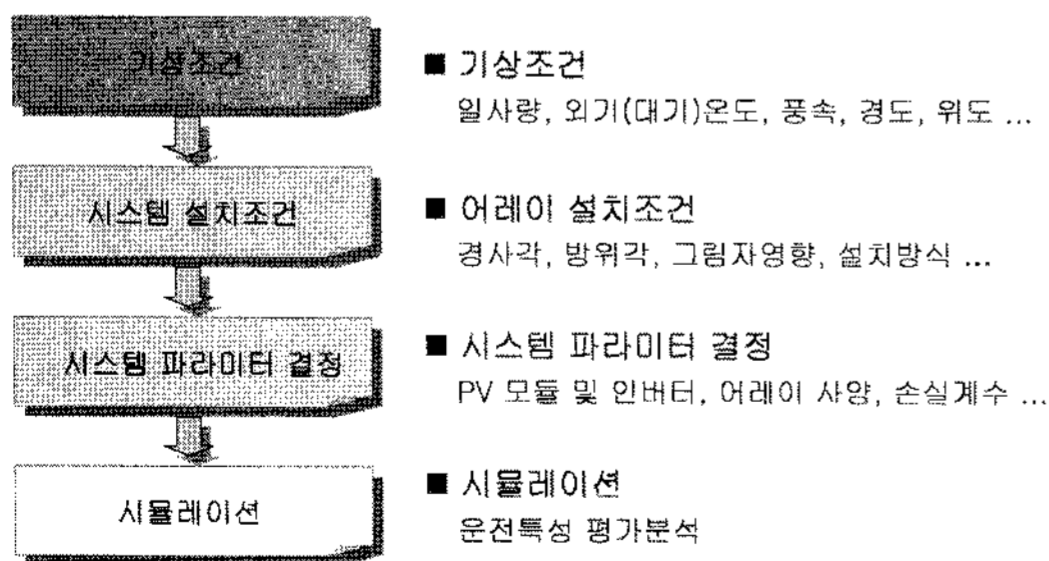 기상조건
■ 기상조건
일사량, 외기(대기)온도, 풍속, 경도, 위도 ...
시스템 설치조건
■ 어레이 설치조건
경사각, 방위각, 그림자영향, 설치방식 ...
시스템 파라미터 결정
■ 시스템 파라미터 결정
PV 모듈 및 인버터, 어레이 사양, 손실계수 ...
시뮬레이션
■ 시뮬레이션
운전특성 평가분석